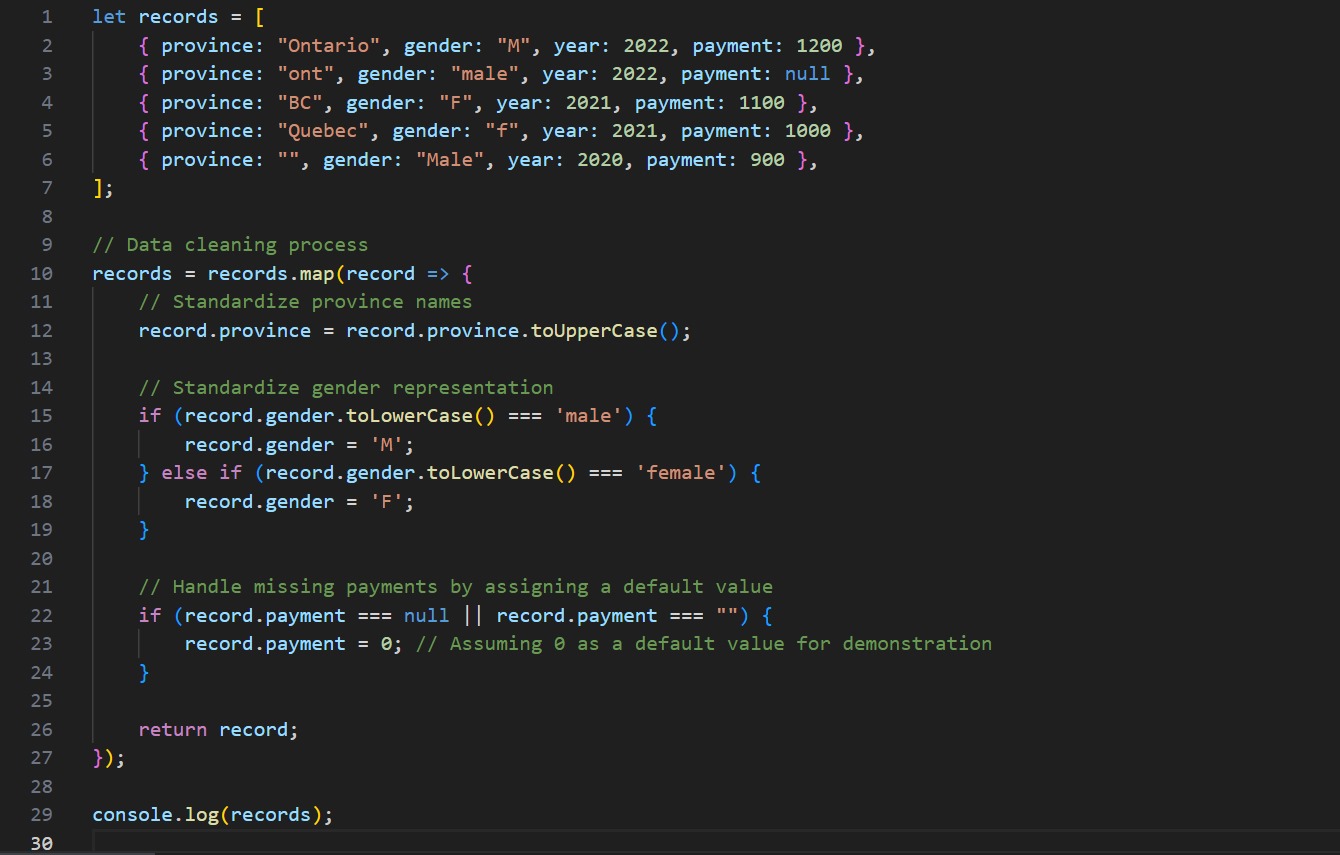 1 let records = [
2     { province: "Ontario", gender: "M", year: 2022, payment: 1200 },
3     { province: "ont", gender: "male", year: 2022, payment: null },
4     { province: "BC", gender: "F", year: 2021, payment: 1100 },
5     { province: "Quebec", gender: "f", year: 2021, payment: 1000 },
6     { province: "", gender: "Male", year: 2020, payment: 900 },
7 ];
8
9 // Data cleaning process
10 records = records.map(record => {
11     // Standardize province names
12     record.province = record.province.toUpperCase();
13
14     // Standardize gender representation
15     if (record.gender.toLowerCase() === 'male') {
16         record.gender = 'M';
17     } else if (record.gender.toLowerCase() === 'female') {
18         record.gender = 'F';
19     }
20
21     // Handle missing payments by assigning a default value
22     if (record.payment === null || record.payment === "") {
23         record.payment = 0; // Assuming 0 as a default value for demonstration
24     }
25
26     return record;
27 });
28
29 console.log(records);
30